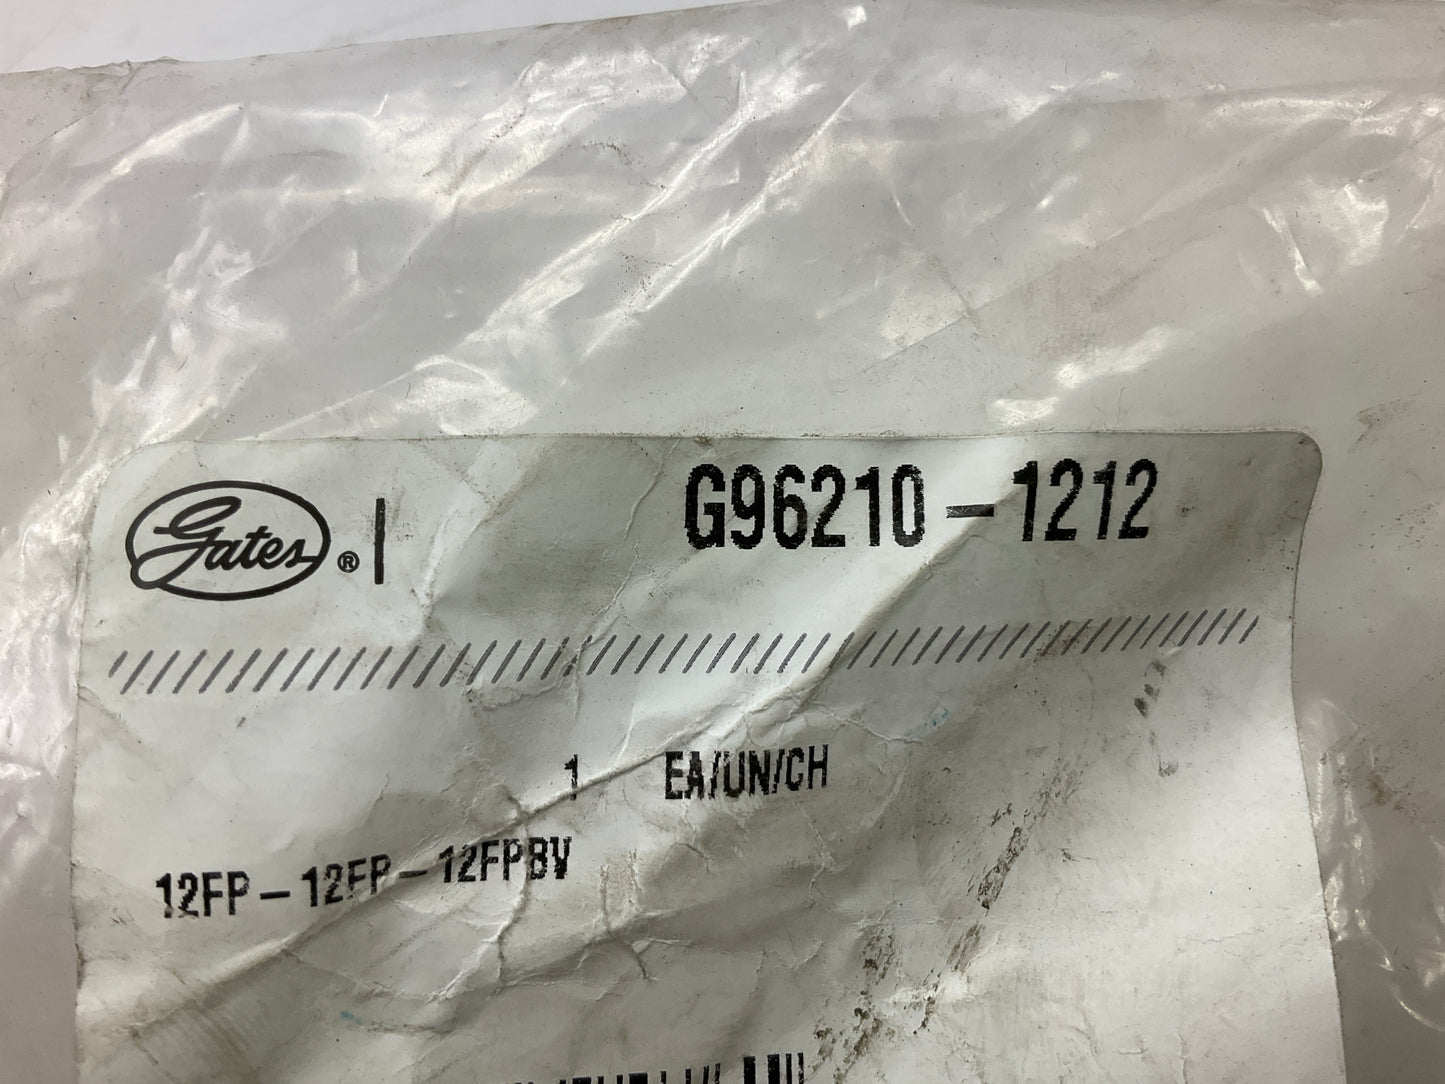 Gates® | G96210-1212
1 EA/UN/CH
12FP-12FP-12FPBV